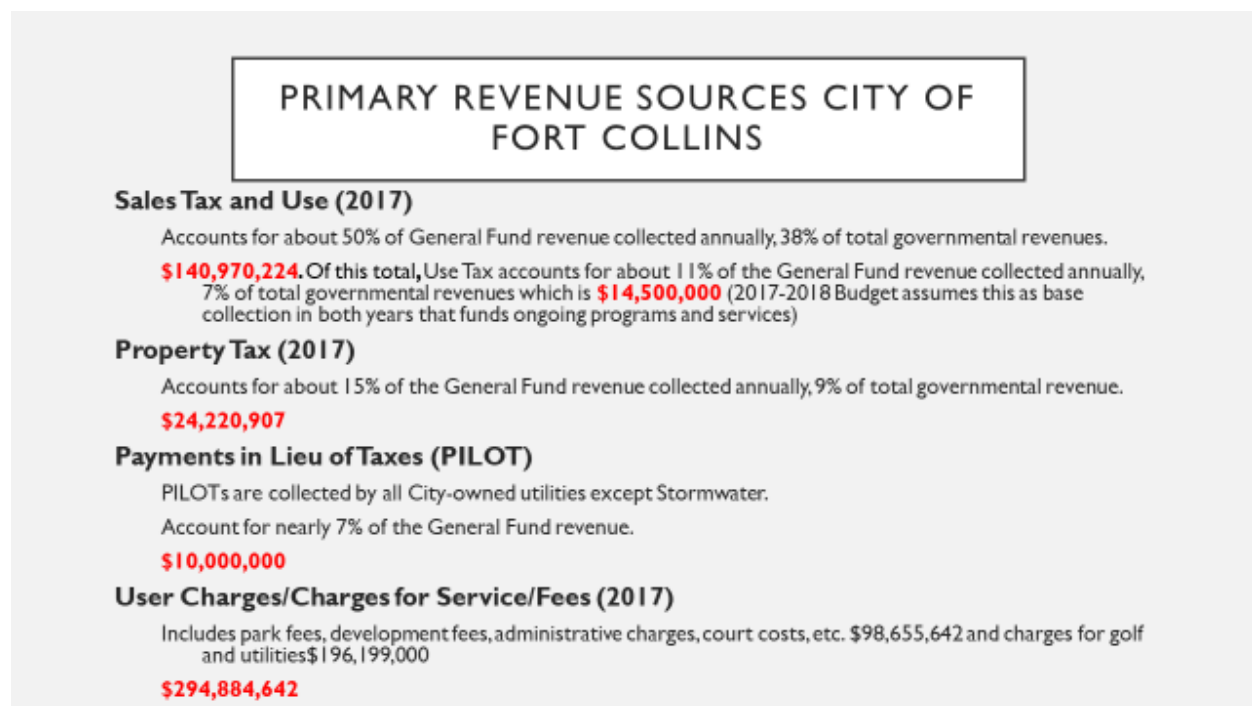 PRIMARY REVENUE SOURCES CITY OF
FORT COLLINS
Sales Tax and Use (2017)
Accounts for about 50% of General Fund revenue collected annually, 38% of total governmental revenues.
$140,970,224. Of this total, Use Tax accounts for about 11% of the General Fund revenue collected annually,
7% of total governmental revenues which is $14,500,000 (2017-2018 Budget assumes this as base
collection in both years that funds ongoing programs and services)
Property Tax (2017)
Accounts for about 15% of the General Fund revenue collected annually, 9% of total governmental revenue.
$24,220,907
Payments in Lieu of Taxes (PILOT)
PILOTs are collected by all City-owned utilities except Stormwater.
Account for nearly 7% of the General Fund revenue.
$10,000,000
User Charges/Charges for Service/Fees (2017)
Includes park fees, development fees, administrative charges, court costs, etc. $98,655,642 and charges for golf
and utilities$196,199,000
$294,884,642